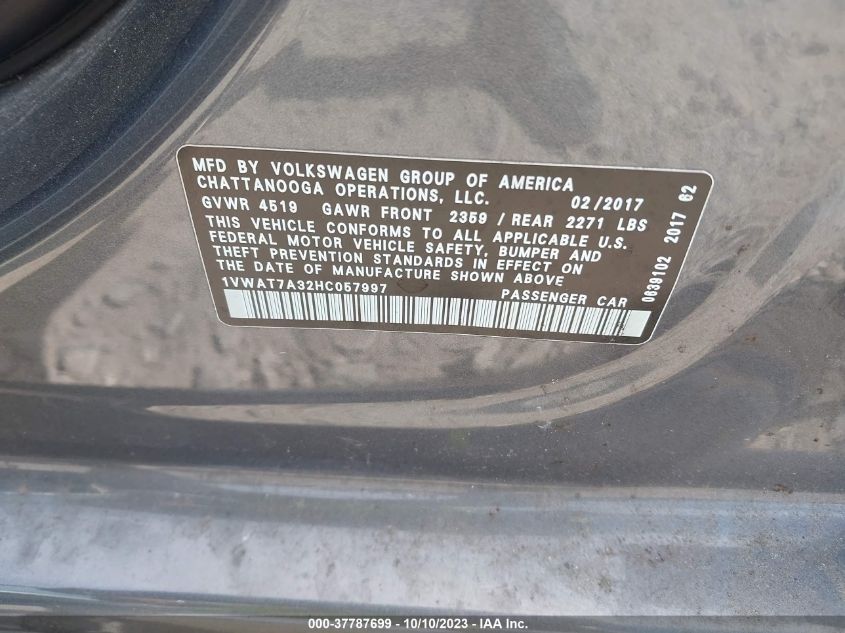 MFD BY VOLKSWAGEN GROUP OF AMERICA
CHATTANOOGA OPERATIONS, LLC. 02/2017
GVWR 4519 GAWR FRONT 2359 / REAR 2271 LBS
THIS VEHICLE CONFORMS TO ALL APPLICABLE U.S.
FEDERAL MOTOR VEHICLE SAFETY, BUMPER AND
THEFT PREVENTION STANDARDS IN EFFECT ON
THE DATE OF MANUFACTURE SHOWN ABOVE
1VWAT7A32HC057997 PASSENGER CAR
0639102 2017 62
000-37787699 - 10/10/2023 - IAA Inc.